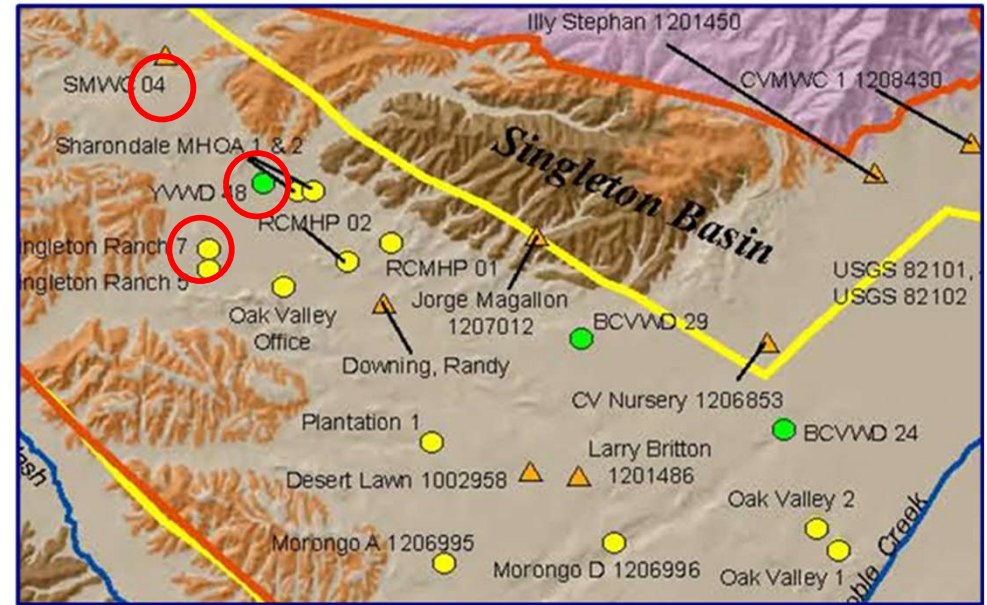 Illy Stephan 1201450
CVMWC 1 1208430
SMWC 04
Sharondale MHOA 1 & 2
YVWD 48
RCMHP 02
Singleton Basin
ingleton Ranch 7
ingleton Ranch 5
RCMHP 01
USGS 82101,
USGS 82102
Jorge Magallon
1207012
Oak Valley
Office
BCVWD 29
Downing, Randy
CV Nursery 1206853
Plantation 1
BCVWD 24
Larry Britton
1201486
Desert Lawn 1002958
Oak Valley 2
Morongo A 1206995
Morongo D 1206996
Oak Valley 1
Creek